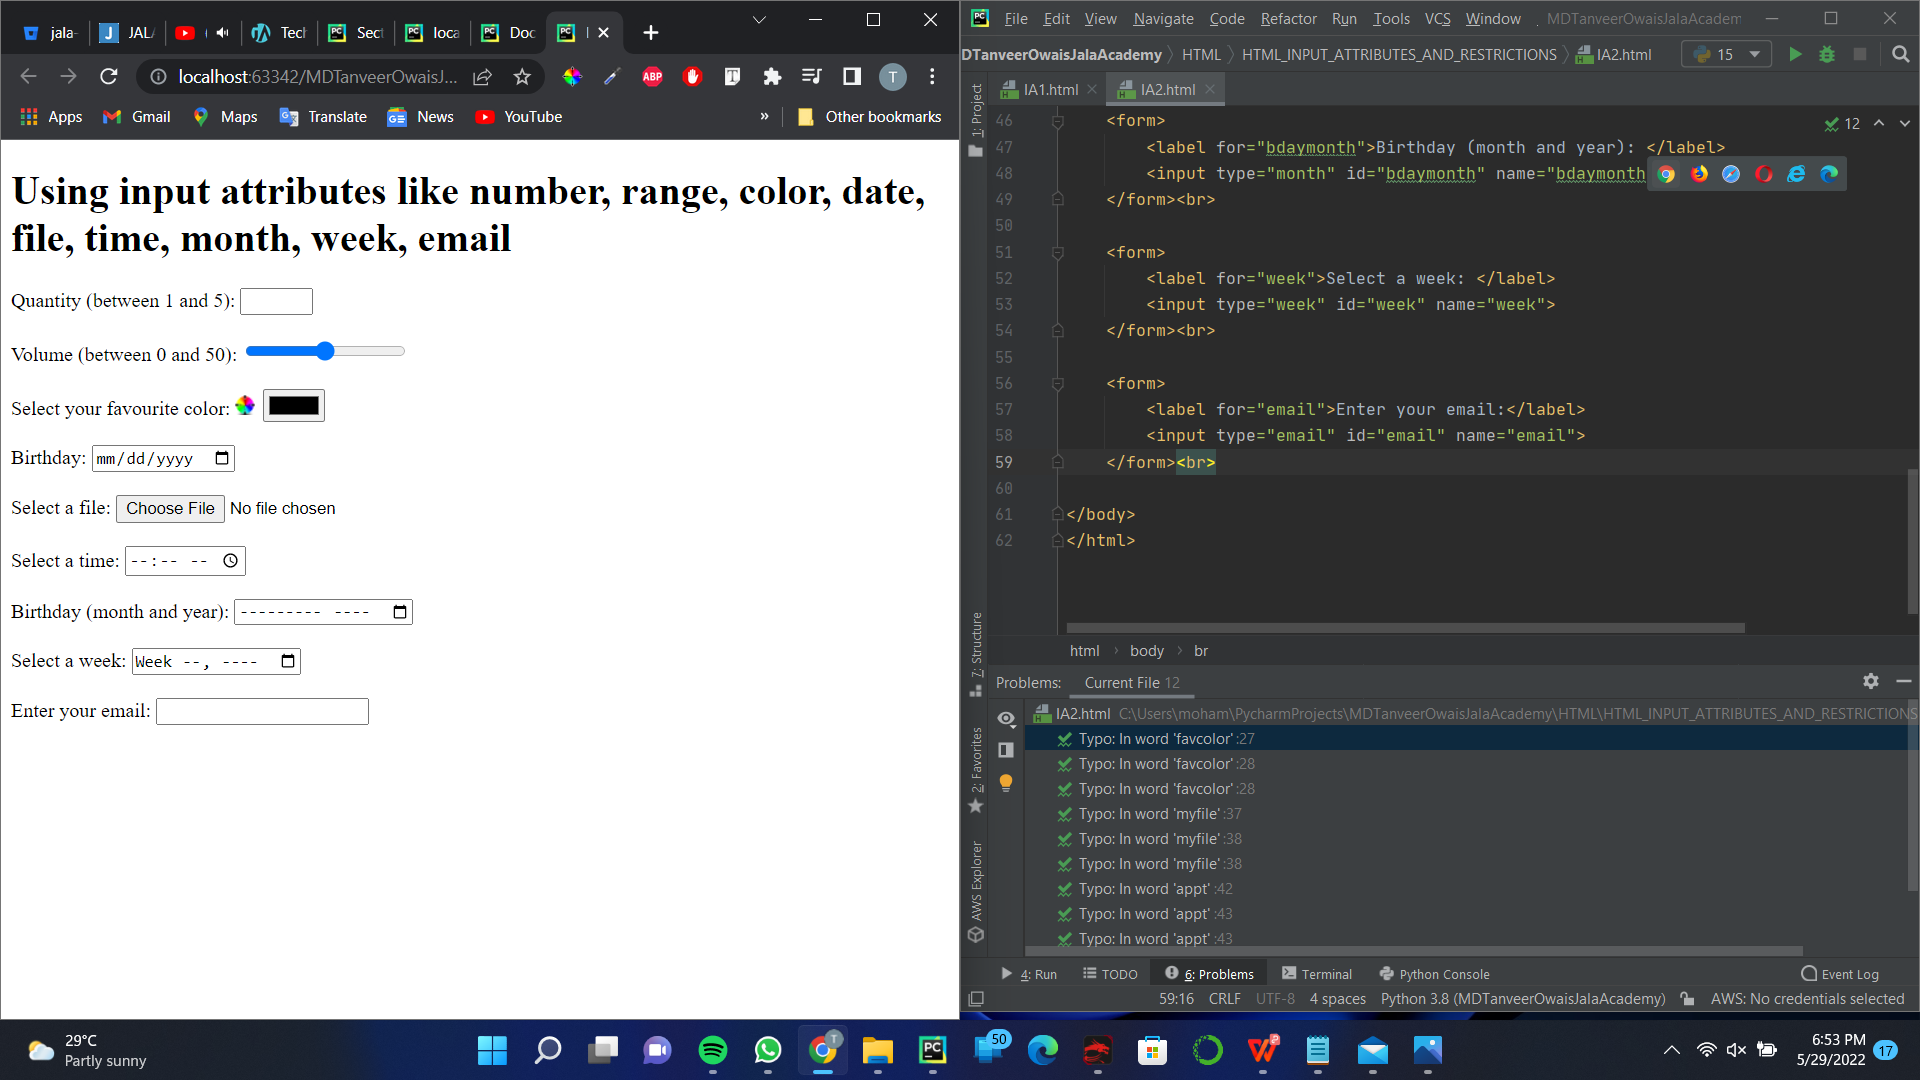 jala-
JALA
Tech
Sect
loca
Doc
localhost:63342/MDTanveerOwaisJ...
ABP
T
Apps
Gmail
Maps
Translate
News
YouTube
»
Other bookmarks
Using input attributes like number, range, color, date,
file, time, month, week, email
Quantity (between 1 and 5):
Volume (between 0 and 50):
Select your favourite color:
Birthday: mm/dd/yyyy
Select a file: Choose File No file chosen
Select a time: --:-- --
Birthday (month and year): --------- ----
Select a week: Week --, ----
Enter your email:
File Edit View Navigate Code Refactor Run Tools VCS Window MDTanveerOwaisJalaAcadem
DTanveerOwaisJalaAcademy HTML HTML_INPUT_ATTRIBUTES_AND_RESTRICTIONS IA2.html 15
IA1.html IA2.html
1: Project
12
46 <form>
47 <label for="bdaymonth">Birthday (month and year): </label>
48 <input type="month" id="bdaymonth" name="bdaymonth
49 </form><br>
50
51 <form>
52 <label for="week">Select a week: </label>
53 <input type="week" id="week" name="week">
54 </form><br>
55
56 <form>
57 <label for="email">Enter your email:</label>
58 <input type="email" id="email" name="email">
59 </form><br>
60
61 </body>
62 </html>
html body br
7: Structure
2: Favorites
AWS Explorer
Problems: Current File 12
IA2.html C:\Users\moham\PycharmProjects\MDTanveerOwaisJalaAcademy\HTML\HTML_INPUT_ATTRIBUTES_AND_RESTRICTIONS
Typo: In word 'favcolor' :27
Typo: In word 'favcolor' :28
Typo: In word 'favcolor' :28
Typo: In word 'myfile' :37
Typo: In word 'myfile' :38
Typo: In word 'myfile' :38
Typo: In word 'appt' :42
Typo: In word 'appt' :43
Typo: In word 'appt' :43
4: Run TODO 6: Problems Terminal Python Console Event Log
59:16 CRLF UTF-8 4 spaces Python 3.8 (MDTanveerOwaisJalaAcademy) AWS: No credentials selected
29°C
Partly sunny
T
PC
50
6:53 PM
5/29/2022
17